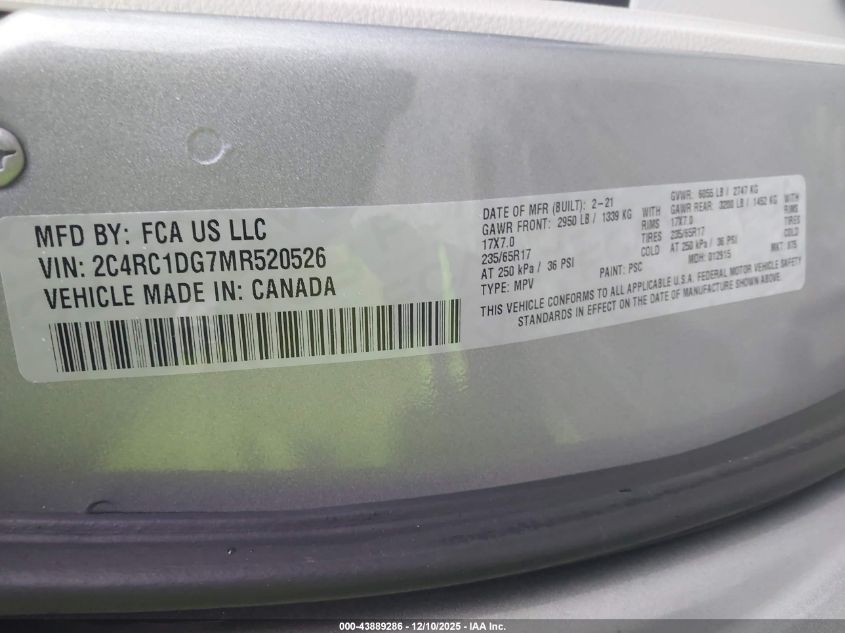 MFD BY: FCA US LLC
VIN: 2C4RC1DG7MR520526
VEHICLE MADE IN: CANADA
DATE OF MFR (BUILT): 2-21
GAWR FRONT: 2950 LB / 1339 KG WITH
17X7.0 RIMS
235/65R17 TIRES
AT 250 kPa / 36 PSI COLD
TYPE: MPV
PAINT: PSC
GVWR: 6055 LB / 2747 KG
GAWR REAR: 3200 LB / 1452 KG WITH
17X7.0 RIMS
235/65R17 TIRES
AT 250 kPa / 36 PSI COLD
MDH: 012915
THIS VEHICLE CONFORMS TO ALL APPLICABLE U.S.A. FEDERAL MOTOR VEHICLE SAFETY
STANDARDS IN EFFECT ON THE DATE OF MANUFACTURE SHOWN ABOVE.
000-43889286 - 12/10/2025 - IAA Inc.